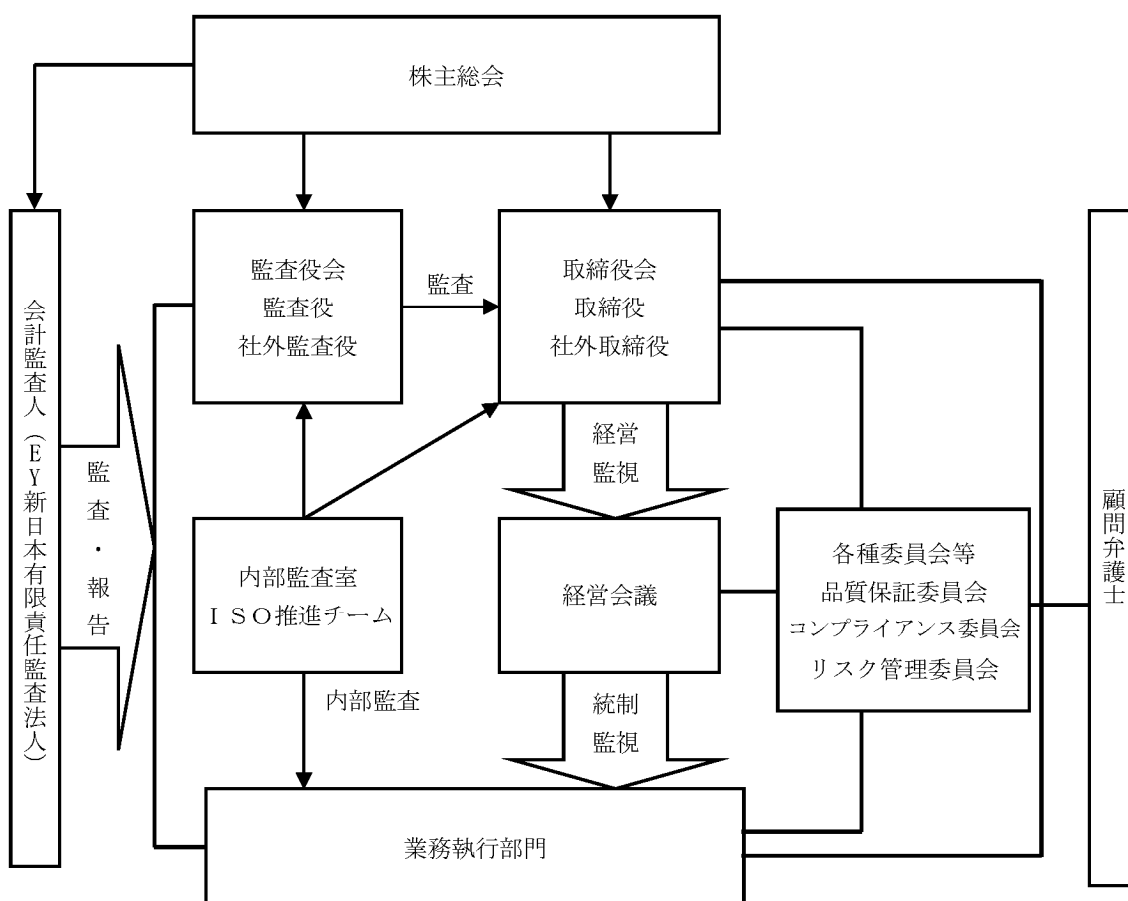 株主総会
監査役会
監査役
社外監査役
監査
取締役会
取締役
社外取締役
会計監査人(EY新日本有限責任監査法人)
監査・報告
経営
監視
内部監査室
ISO推進チーム
経営会議
各種委員会等
品質保証委員会
コンプライアンス委員会
リスク管理委員会
顧問弁護士
内部監査
統制
監視
業務執行部門